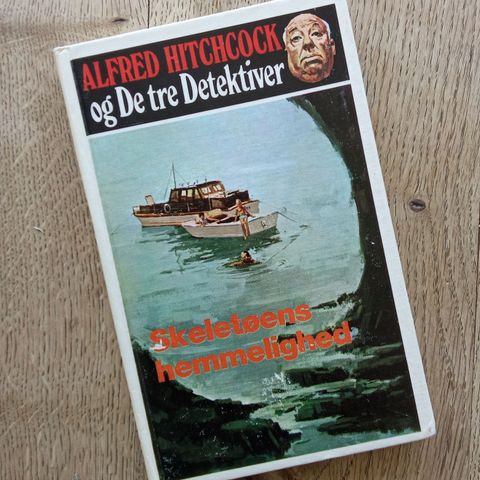 ALFRED HITCHCOCK
og De tre Detektiver
Skeletøens
hemmelighed